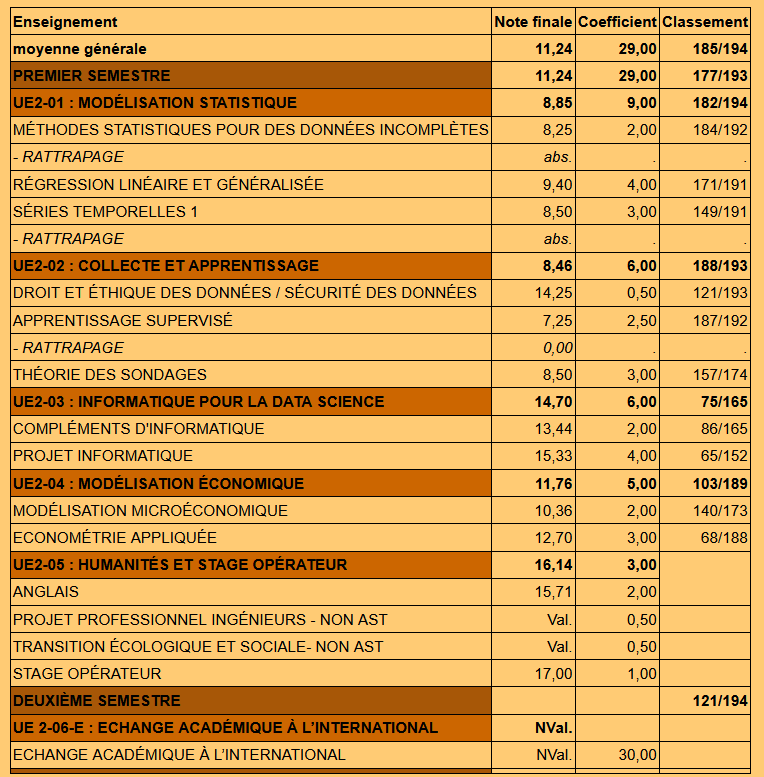 Enseignement Note finale Coefficient Classement
moyenne générale 11,24 29,00 185/194
PREMIER SEMESTRE 11,24 29,00 177/193
UE2-01 : MODÉLISATION STATISTIQUE 8,85 9,00 182/194
MÉTHODES STATISTIQUES POUR DES DONNÉES INCOMPLÈTES 8,25 2,00 184/192
- RATTRAPAGE abs. . .
RÉGRESSION LINÉAIRE ET GÉNÉRALISÉE 9,40 4,00 171/191
SÉRIES TEMPORELLES 1 8,50 3,00 149/191
- RATTRAPAGE abs. . .
UE2-02 : COLLECTE ET APPRENTISSAGE 8,46 6,00 188/193
DROIT ET ÉTHIQUE DES DONNÉES / SÉCURITÉ DES DONNÉES 14,25 0,50 121/193
APPRENTISSAGE SUPERVISÉ 7,25 2,50 187/192
- RATTRAPAGE 0,00 . .
THÉORIE DES SONDAGES 8,50 3,00 157/174
UE2-03 : INFORMATIQUE POUR LA DATA SCIENCE 14,70 6,00 75/165
COMPLÉMENTS D'INFORMATIQUE 13,44 2,00 86/165
PROJET INFORMATIQUE 15,33 4,00 65/152
UE2-04 : MODÉLISATION ÉCONOMIQUE 11,76 5,00 103/189
MODÉLISATION MICROÉCONOMIQUE 10,36 2,00 140/173
ECONOMÉTRIE APPLIQUÉE 12,70 3,00 68/188
UE2-05 : HUMANITÉS ET STAGE OPÉRATEUR 16,14 3,00
ANGLAIS 15,71 2,00
PROJET PROFESSIONNEL INGÉNIEURS - NON AST Val. 0,50
TRANSITION ÉCOLOGIQUE ET SOCIALE- NON AST Val. 0,50
STAGE OPÉRATEUR 17,00 1,00
DEUXIÈME SEMESTRE 121/194
UE 2-06-E : ECHANGE ACADÉMIQUE À L’INTERNATIONAL NVal.
ECHANGE ACADÉMIQUE À L’INTERNATIONAL NVal. 30,00